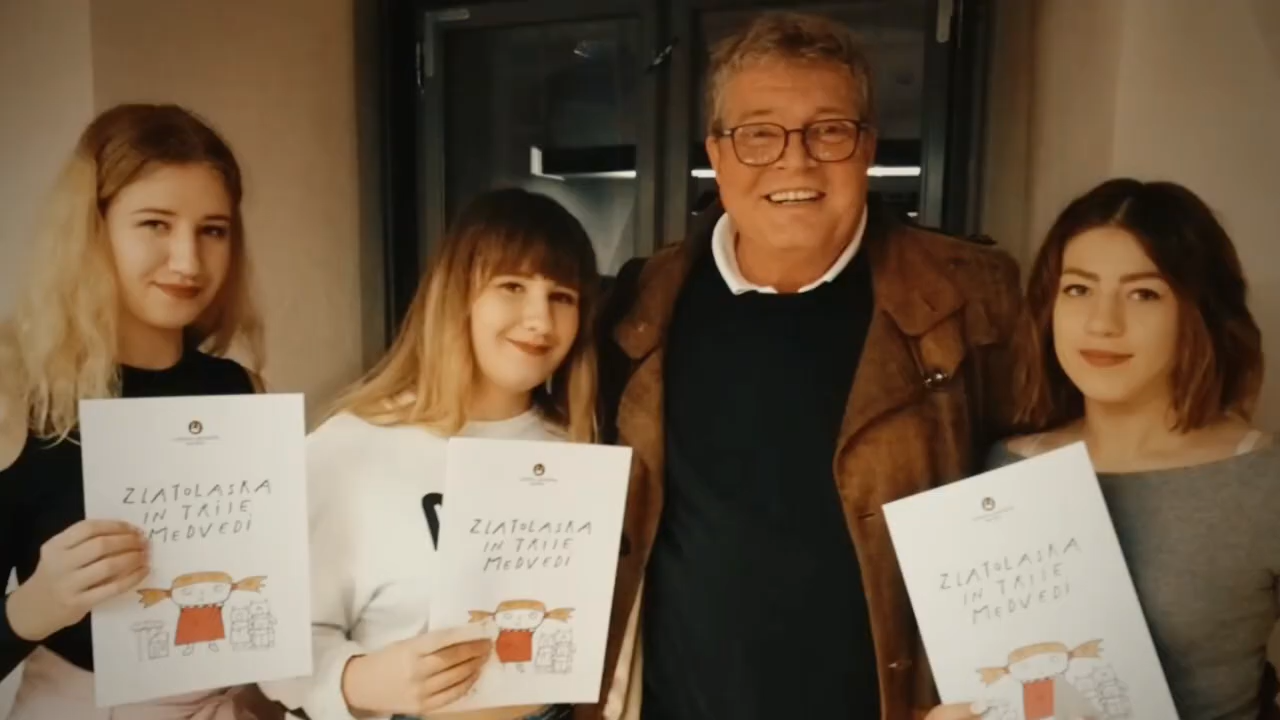 ZLATOLASKA
IN TRIJE
MEDVEDI
ZLATOLASKA
IN TRIJE
MEDVEDI
ZLATOLASKA
IN TRIJE
MEDVEDI